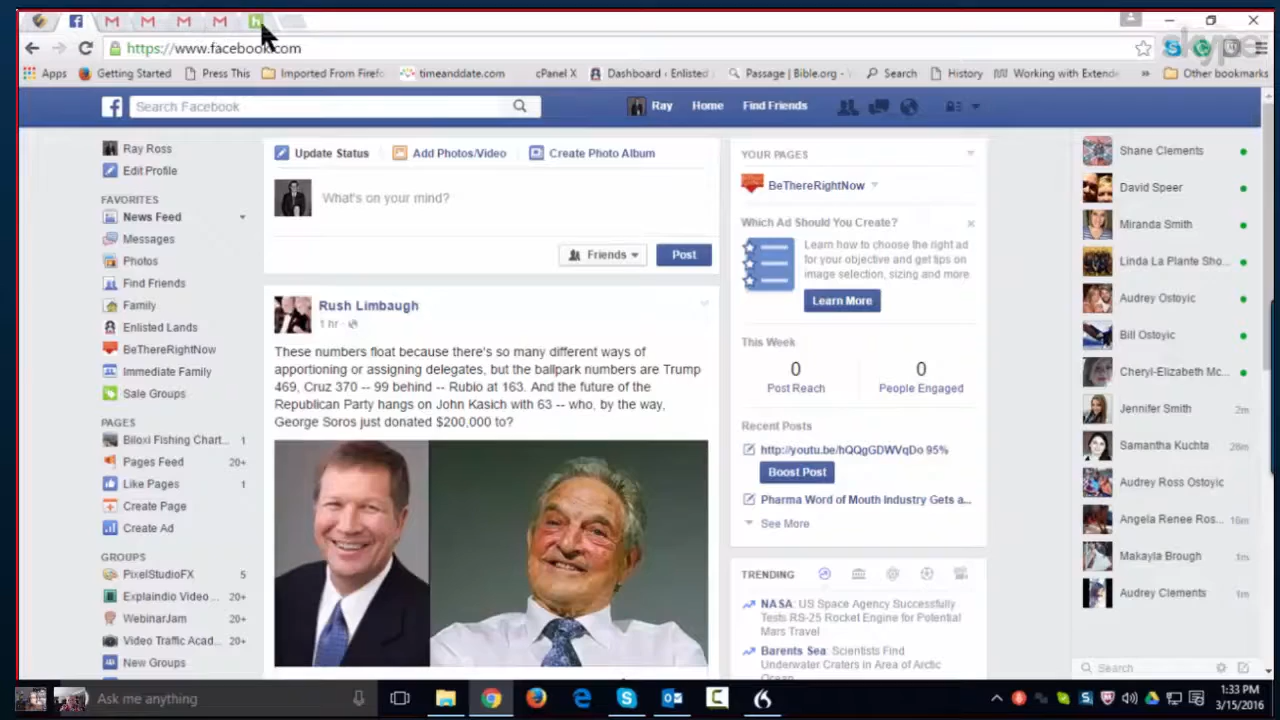 https://www.facebook.com
skype
Apps Getting Started Press This Imported From Firefo timeanddate.com cPanel X Dashboard ‹ Enlisted Passage | Bible.org - Search History Working with Extende » Other bookmarks
Search Facebook
Ray Home Find Friends
Ray Ross
Edit Profile
FAVORITES
News Feed
Messages
Photos
Find Friends
Family
Enlisted Lands
BeThereRightNow
Immediate Family
Sale Groups
PAGES
Biloxi Fishing Chart... 1
Pages Feed 20+
Like Pages 1
Create Page
Create Ad
GROUPS
PixelStudioFX 5
Explaindio Video ... 20+
WebinarJam 20+
Video Traffic Acad... 20+
New Groups
Update Status Add Photos/Video Create Photo Album
What's on your mind?
Friends Post
Rush Limbaugh
1 hr ·
These numbers float because there's so many different ways of
apportioning or assigning delegates, but the ballpark numbers are Trump
469, Cruz 370 -- 99 behind -- Rubio at 163. And the future of the
Republican Party hangs on John Kasich with 63 -- who, by the way,
George Soros just donated $200,000 to?
YOUR PAGES
BeThereRightNow
Which Ad Should You Create?
Learn how to choose the right ad
for your objective and get tips on
image selection, sizing and more.
Learn More
This Week
0 0
Post Reach People Engaged
Recent Posts
http://youtu.be/hQQgGDWVqDo 95%
Boost Post
Pharma Word of Mouth Industry Gets a...
See More
TRENDING
NASA: US Space Agency Successfully
Tests RS-25 Rocket Engine for Potential
Mars Travel
Barents Sea: Scientists Find
Underwater Craters in Area of Arctic
Ocean
Shane Clements
David Speer
Miranda Smith
Linda La Plante Sho...
Audrey Ostoyic
Bill Ostoyic
Cheryl-Elizabeth Mc...
Jennifer Smith 2m
Samantha Kuchta 28m
Audrey Ross Ostoyic
Angela Renee Ros... 16m
Makayla Brough 1m
Audrey Clements 1m
Search
Ask me anything
1:33 PM
3/15/2016